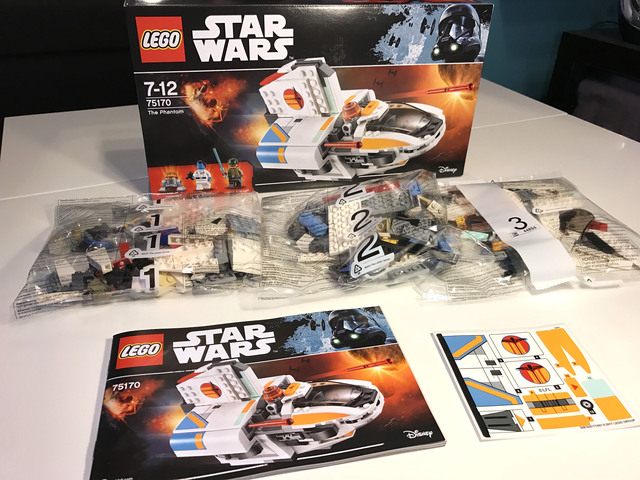 LEGO
STAR
WARS
7-12
75170
The Phantom
Disney
1
1
1
1
2
2
2
3
LEGO
STAR
WARS
75170
Disney